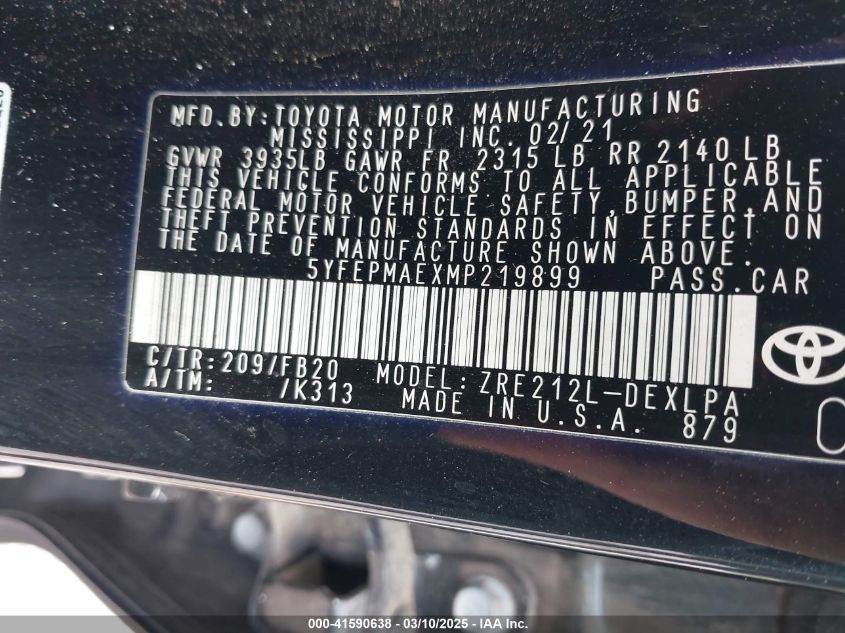 MFD.BY:TOYOTA MOTOR MANUFACTURING
MISSISSIPPI INC. 02/21
GVWR 3935LB GAWR FR 2315 LB RR 2140 LB
THIS VEHICLE CONFORMS TO ALL APPLICABLE
FEDERAL MOTOR VEHICLE SAFETY,BUMPER,AND
THEFT PREVENTION STANDARDS IN EFFECT ON
THE DATE OF MANUFACTURE SHOWN ABOVE.
5YFEPMAEXMP219899 PASS.CAR
C/TR:209/FB20 MODEL:ZRE212L-DEXLPA
A/TM: /K313 MADE IN U.S.A. 879
000-41590638 - 03/10/2025 - IAAI.com